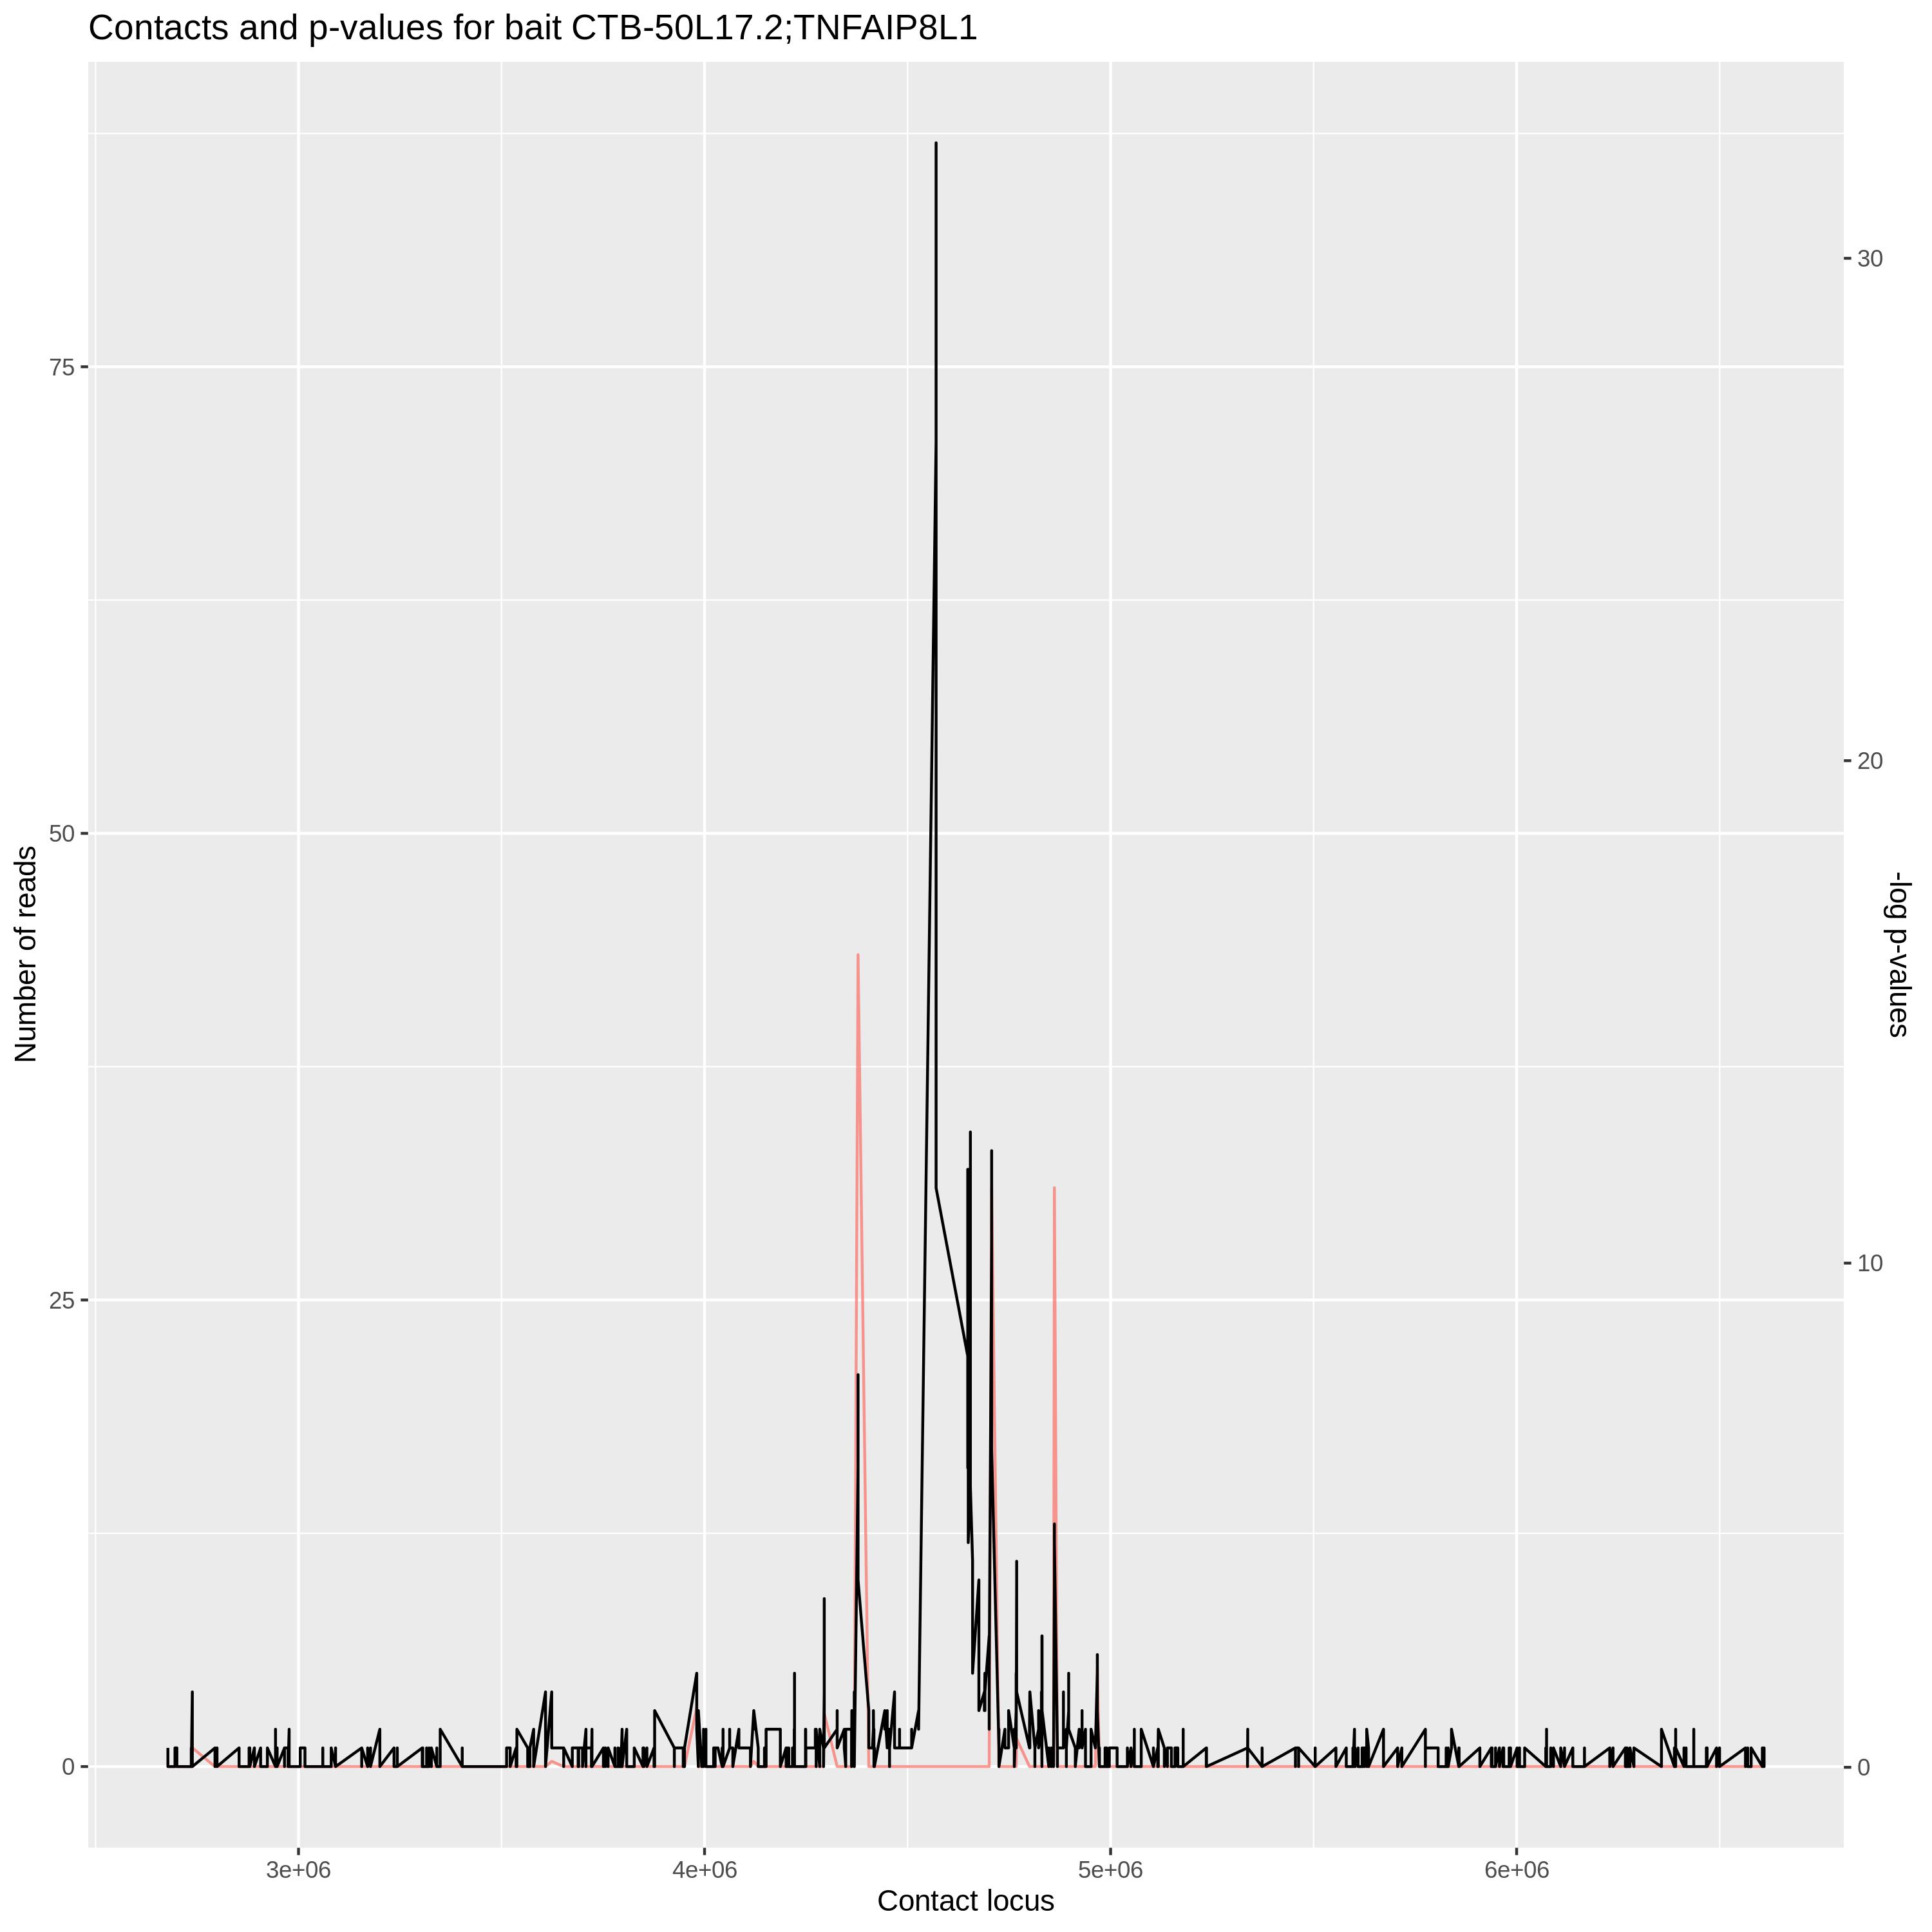 Contacts and p-values for bait CTB-50L17.2;TNFAIP8L1
Number of reads
75
50
25
0
30
20
10
0
-log p-values
3e+06
4e+06
5e+06
6e+06
Contact locus